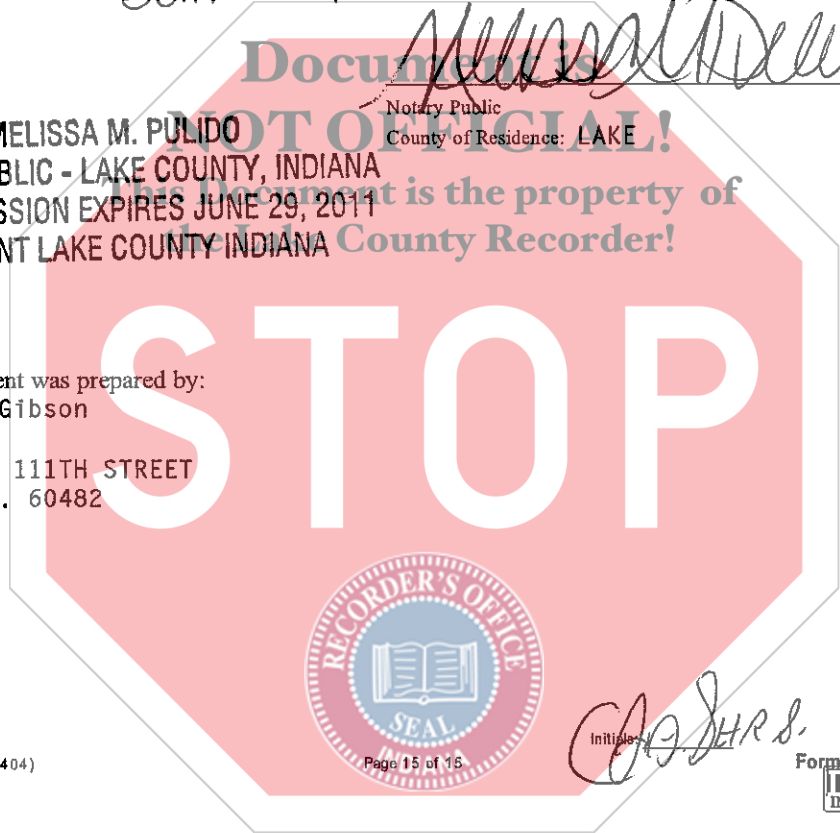 Document is
NOT OFFICIAL!
This Document is the property of
the Lake County Recorder!
Notary Public
County of Residence: LAKE
MELISSA M. PULIDO
BLIC - LAKE COUNTY, INDIANA
SSION EXPIRES JUNE 29, 2011
NT LAKE COUNTY INDIANA
STOP
ent was prepared by:
Gibson
111TH STREET
. 60482
RECORDER'S OFFICE
SEAL
INDIANA
Initials:
404)
Page 15 of 15
Form